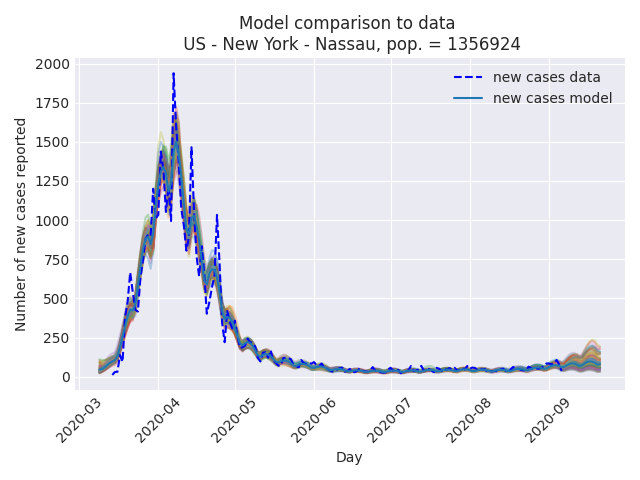 Model comparison to data
US - New York - Nassau, pop. = 1356924
new cases data
new cases model
Number of new cases reported
2000
1750
1500
1250
1000
750
500
250
0
2020-03
2020-04
2020-05
2020-06
2020-07
2020-08
2020-09
Day